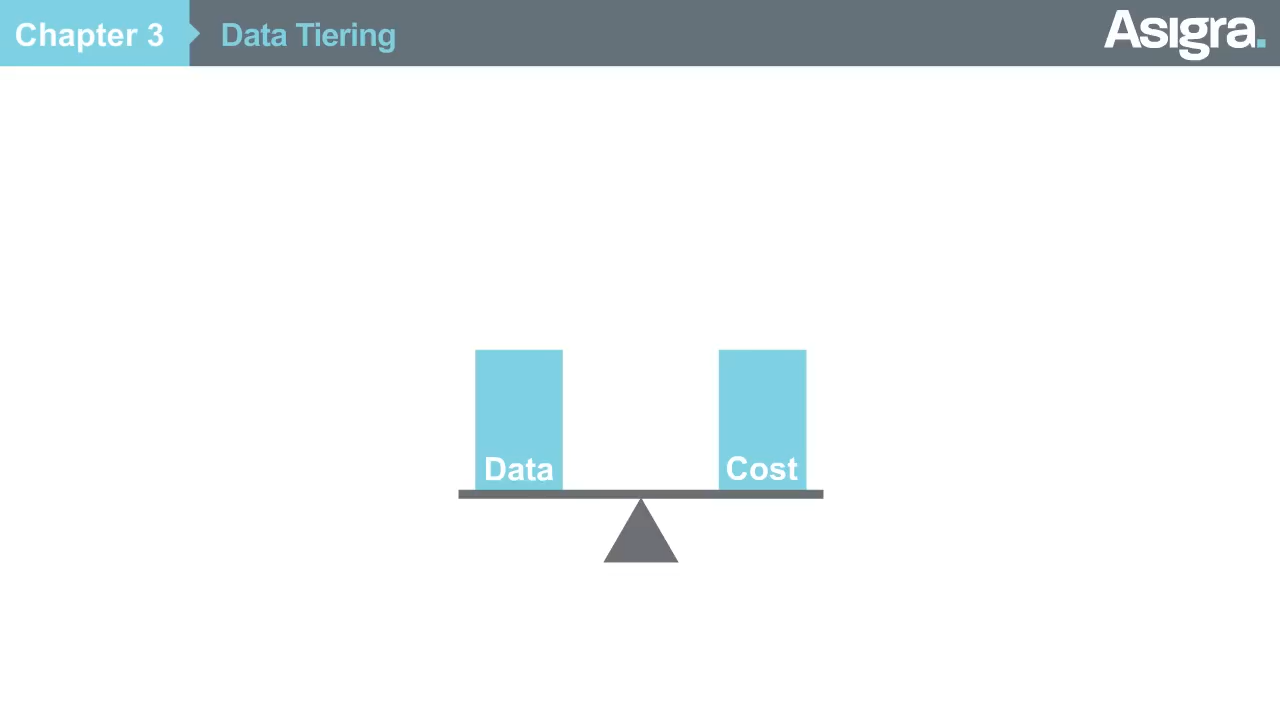 Chapter 3
Data Tiering
Asigra.
Data
Cost